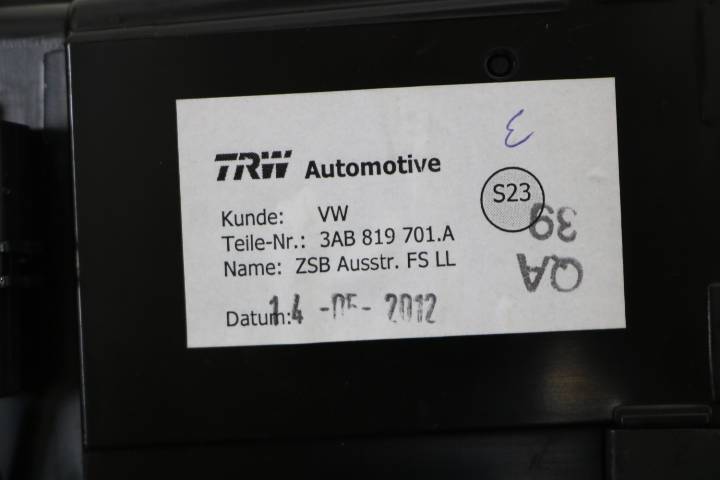 TRW Automotive
S23
Kunde: VW
Teile-Nr.: 3AB 819 701.A
Name: ZSB Ausstr. FS LL
Datum: 14 -05- 2012
QA
39
3